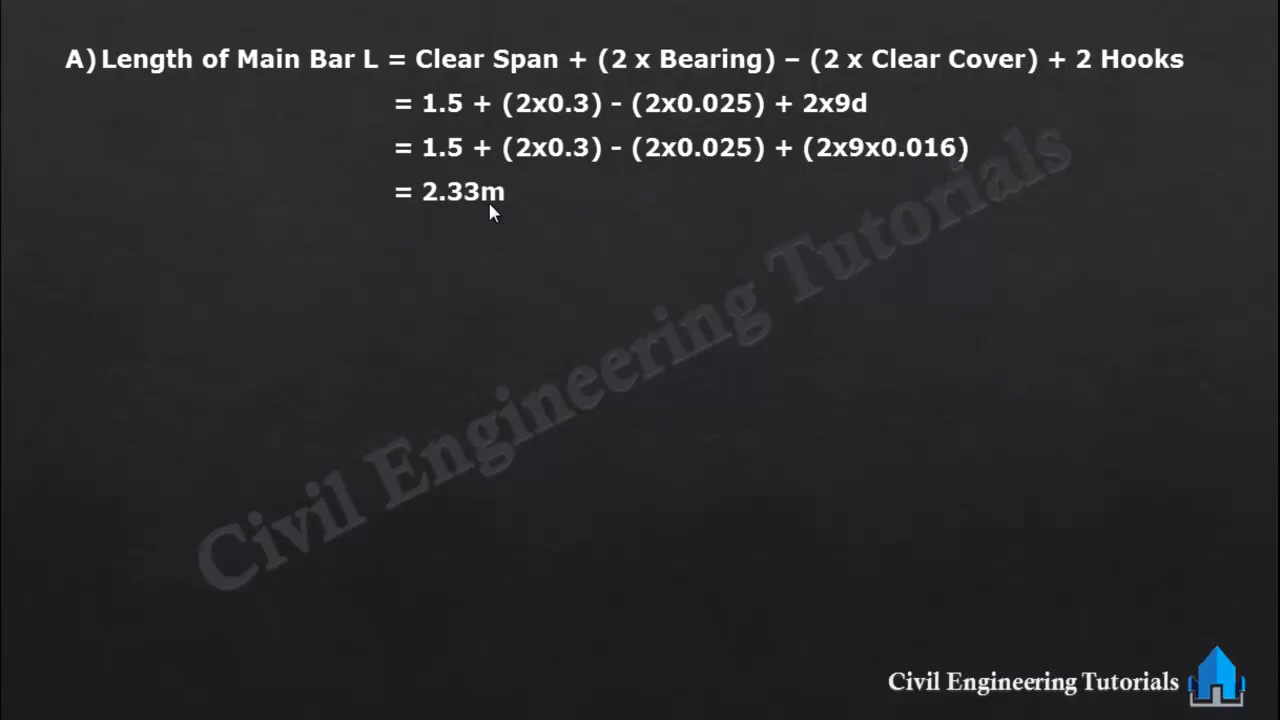 A) Length of Main Bar L = Clear Span + (2 x Bearing) – (2 x Clear Cover) + 2 Hooks
= 1.5 + (2x0.3) - (2x0.025) + 2x9d
= 1.5 + (2x0.3) - (2x0.025) + (2x9x0.016)
= 2.33m
Civil Engineering Tutorials
Civil Engineering Tutorials